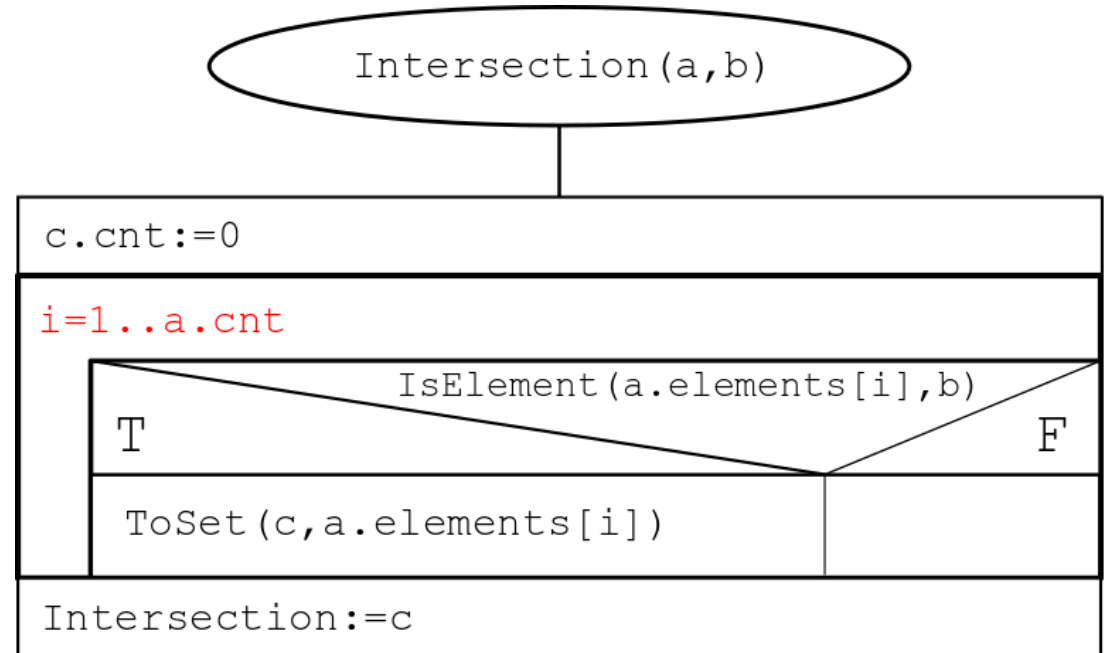 Intersection(a,b)
c.cnt:=0
i=1..a.cnt
IsElement(a.elements[i],b)
T
F
ToSet(c,a.elements[i])
Intersection:=c